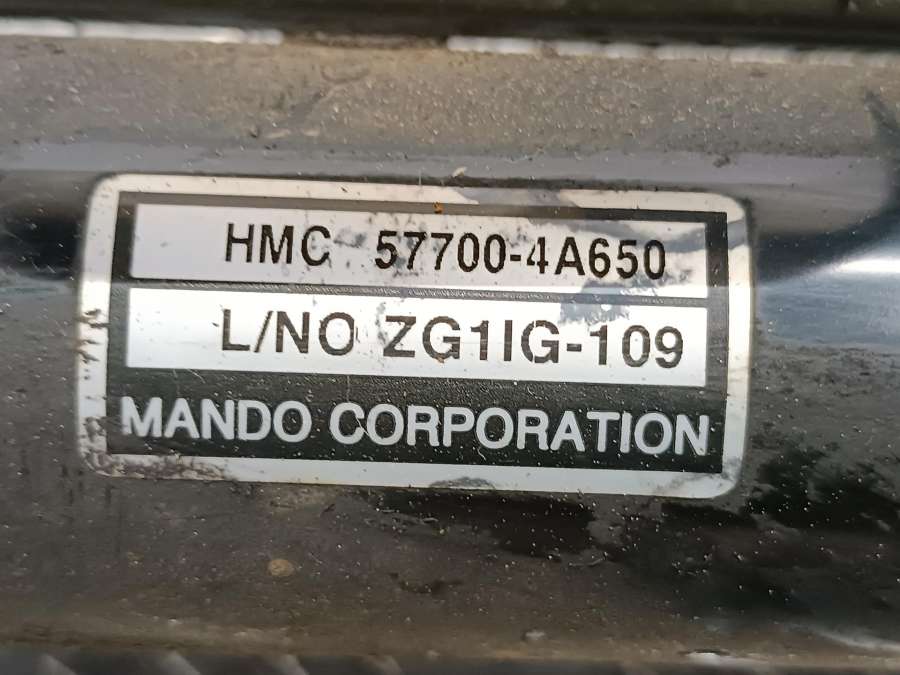 HMC 57700-4A650
L/NO ZG1IG-109
MANDO CORPORATION